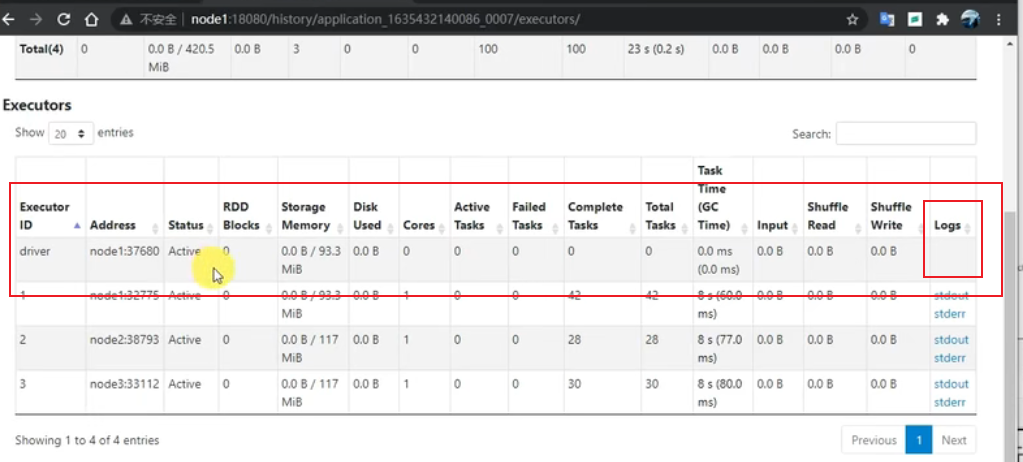 不安全 | node1:18080/history/application_1635432140086_0007/executors/
Total(4) 0 0.0 B / 420.5 MiB 0.0 B 3 0 0 100 100 23 s (0.2 s) 0.0 B 0.0 B 0.0 B 0
Executors
Show 20 entries Search:
Executor ID Address Status RDD Blocks Storage Memory Disk Used Cores Active Tasks Failed Tasks Complete Tasks Total Tasks Task Time (GC Time) Input Shuffle Read Shuffle Write Logs
driver node1:37680 Active 0 0.0 B / 93.3 MiB 0.0 B 0 0 0 0 0 0.0 ms (0.0 ms) 0.0 B 0.0 B 0.0 B
1 node1:32775 Active 0 0.0 B / 93.3 MiB 0.0 B 1 0 0 42 42 8 s (60.0 ms) 0.0 B 0.0 B 0.0 B stdout stderr
2 node2:38793 Active 0 0.0 B / 117 MiB 0.0 B 1 0 0 28 28 8 s (77.0 ms) 0.0 B 0.0 B 0.0 B stdout stderr
3 node3:33112 Active 0 0.0 B / 117 MiB 0.0 B 1 0 0 30 30 8 s (80.0 ms) 0.0 B 0.0 B 0.0 B stdout stderr
Showing 1 to 4 of 4 entries Previous 1 Next